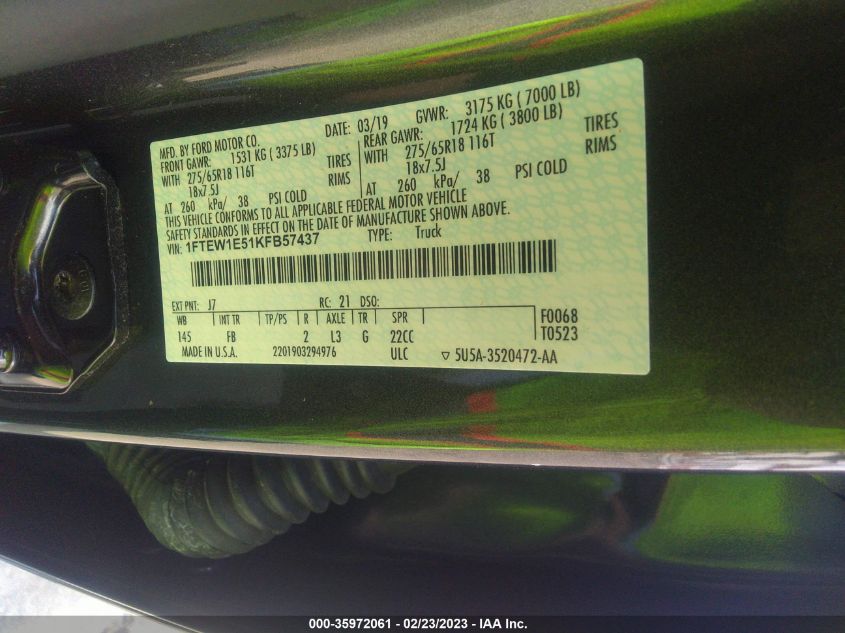 MFD. BY FORD MOTOR CO.
DATE: 03/19 GVWR: 3175 KG ( 7000 LB)
FRONT GAWR: 1531 KG ( 3375 LB) REAR GAWR: 1724 KG ( 3800 LB)
WITH 275/65R18 116T TIRES WITH 275/65R18 116T TIRES
18x7.5J RIMS 18x7.5J RIMS
AT 260 kPa/ 38 PSI COLD AT 260 kPa/ 38 PSI COLD
THIS VEHICLE CONFORMS TO ALL APPLICABLE FEDERAL MOTOR VEHICLE
SAFETY STANDARDS IN EFFECT ON THE DATE OF MANUFACTURE SHOWN ABOVE.
VIN: 1FTEW1E51KFB57437 TYPE: Truck
EXT PNT: J7 RC: 21 DSO:
WB INT TR TP/PS R AXLE TR SPR F0068
145 FB 2 L3 G 22CC T0523
MADE IN U.S.A. 2201903294976 ULC ▽ 5U5A-3520472-AA
000-35972061 - 02/23/2023 - IAA Inc.